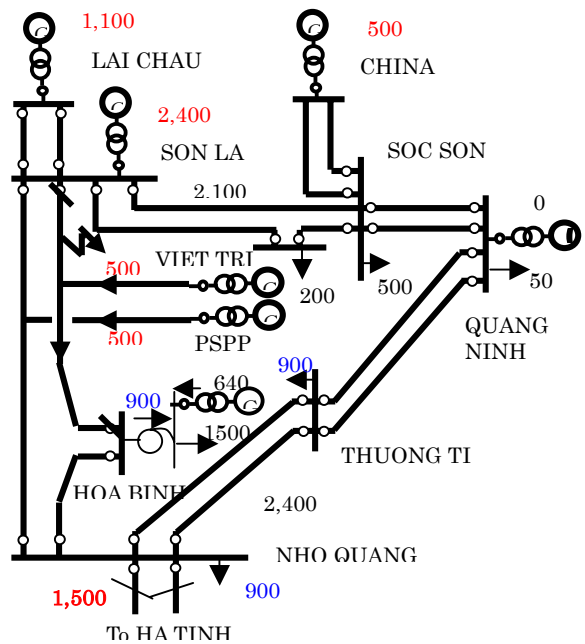 1,100
500
LAI CHAU
CHINA
2,400
SON LA
SOC SON
2,100
0
VIET TRI
500
200
500
50
500
PSPP
QUANG
NINH
900
640
900
1500
THUONG TI
HOA BINH
2,400
NHO QUANG
1,500
900
To HA TINH